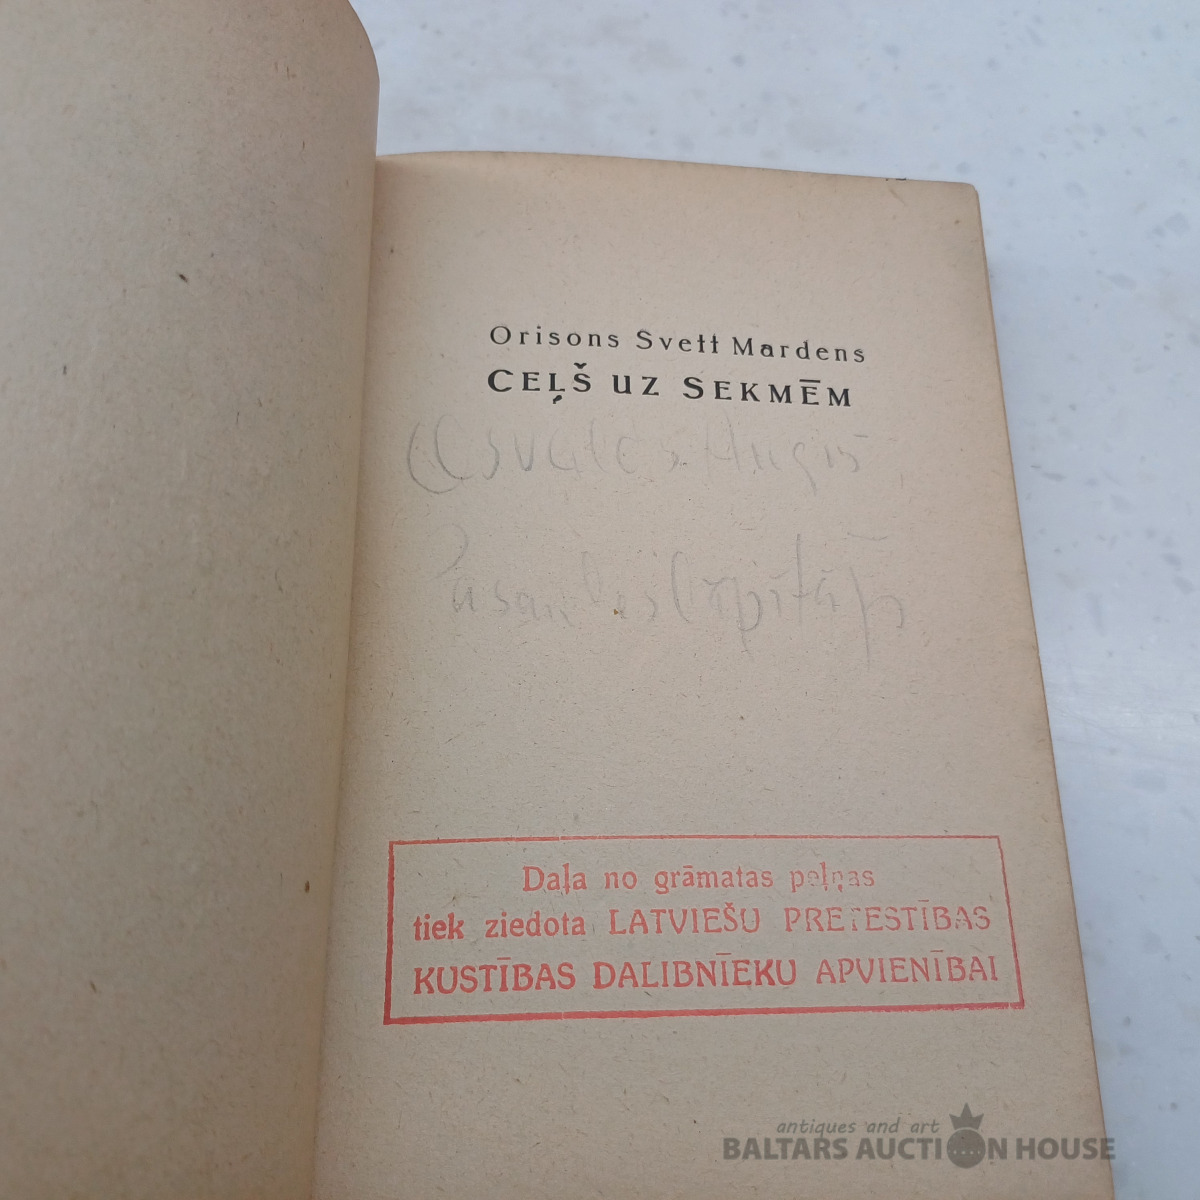 Orisons Svett Mardens
CEĻŠ UZ SEKMĒM
Daļa no grāmatas peļņas
tiek ziedota LATVIEŠU PRETESTĪBAS
KUSTĪBAS DALIBNĪEKU APVIENĪBAI
antiques and art
BALTARS AUCTION HOUSE